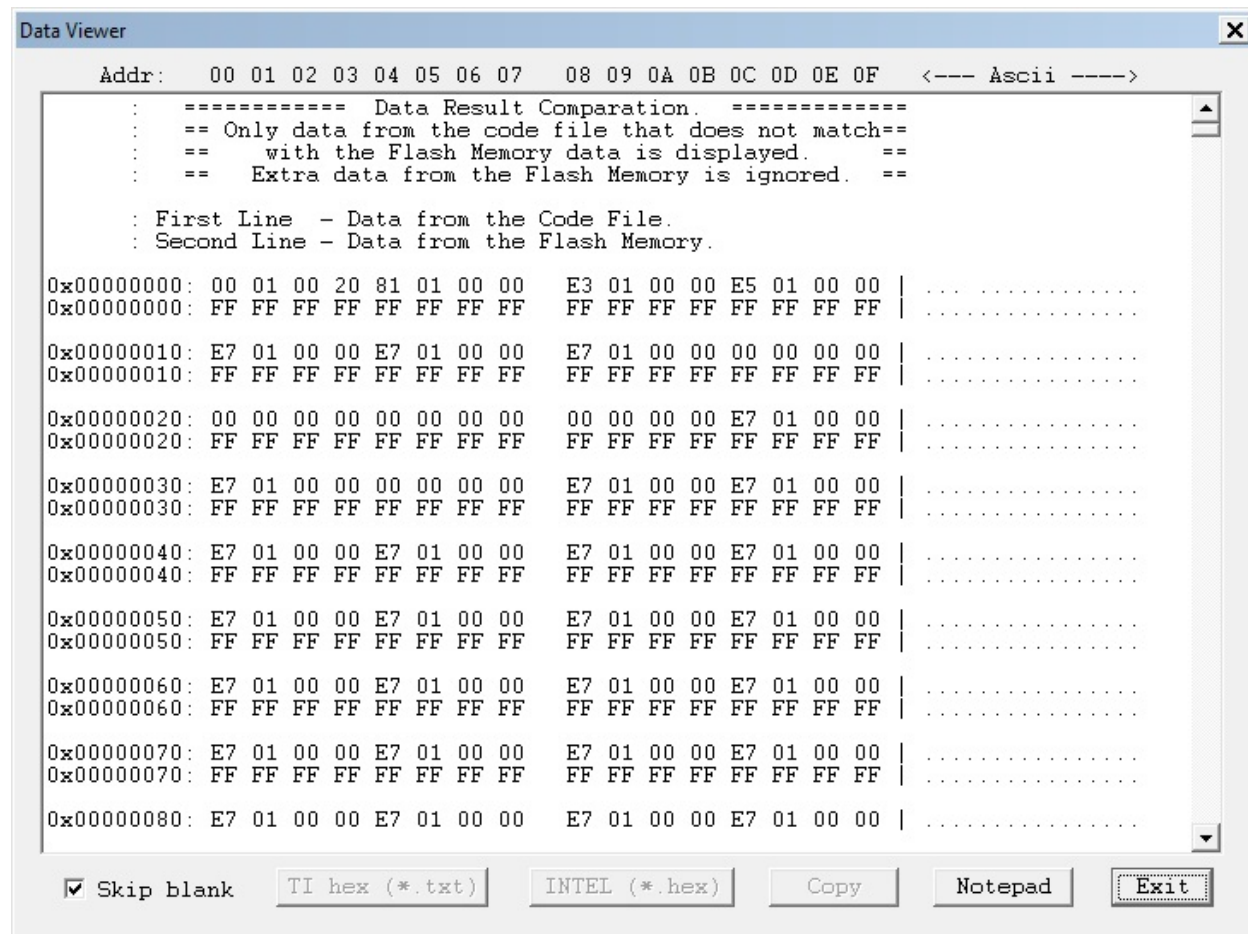 Data Viewer
Addr: 00 01 02 03 04 05 06 07 08 09 0A 0B 0C 0D 0E 0F <--- Ascii ---->
: ============ Data Result Comparation. =============
: == Only data from the code file that does not match==
: == with the Flash Memory data is displayed. ==
: == Extra data from the Flash Memory is ignored. ==
: First Line - Data from the Code File.
: Second Line - Data from the Flash Memory.
0x00000000: 00 01 00 20 81 01 00 00 E3 01 00 00 E5 01 00 00 | ... ............
0x00000000: FF FF FF FF FF FF FF FF FF FF FF FF FF FF FF FF | ................
0x00000010: E7 01 00 00 E7 01 00 00 E7 01 00 00 00 00 00 00 | ................
0x00000010: FF FF FF FF FF FF FF FF FF FF FF FF FF FF FF FF | ................
0x00000020: 00 00 00 00 00 00 00 00 00 00 00 00 E7 01 00 00 | ................
0x00000020: FF FF FF FF FF FF FF FF FF FF FF FF FF FF FF FF | ................
0x00000030: E7 01 00 00 00 00 00 00 E7 01 00 00 E7 01 00 00 | ................
0x00000030: FF FF FF FF FF FF FF FF FF FF FF FF FF FF FF FF | ................
0x00000040: E7 01 00 00 E7 01 00 00 E7 01 00 00 E7 01 00 00 | ................
0x00000040: FF FF FF FF FF FF FF FF FF FF FF FF FF FF FF FF | ................
0x00000050: E7 01 00 00 E7 01 00 00 E7 01 00 00 E7 01 00 00 | ................
0x00000050: FF FF FF FF FF FF FF FF FF FF FF FF FF FF FF FF | ................
0x00000060: E7 01 00 00 E7 01 00 00 E7 01 00 00 E7 01 00 00 | ................
0x00000060: FF FF FF FF FF FF FF FF FF FF FF FF FF FF FF FF | ................
0x00000070: E7 01 00 00 E7 01 00 00 E7 01 00 00 E7 01 00 00 | ................
0x00000070: FF FF FF FF FF FF FF FF FF FF FF FF FF FF FF FF | ................
0x00000080: E7 01 00 00 E7 01 00 00 E7 01 00 00 E7 01 00 00 | ................
Skip blank TI hex (*.txt) INTEL (*.hex) Copy Notepad Exit